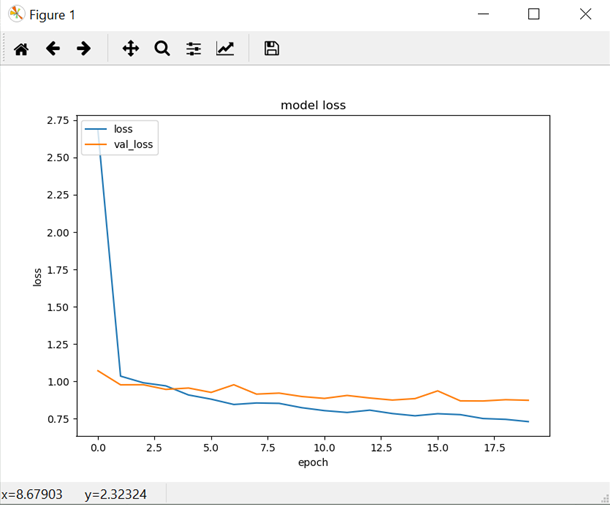 Figure 1
model loss
loss
val_loss
2.75
2.50
2.25
2.00
1.75
1.50
1.25
1.00
0.75
loss
0.0 2.5 5.0 7.5 10.0 12.5 15.0 17.5
epoch
x=8.67903 y=2.32324